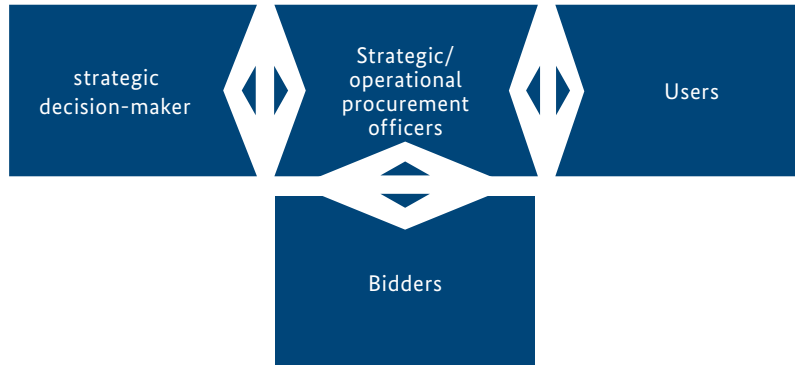 strategic
decision-maker
Strategic/
operational
procurement
officers
Users
Bidders